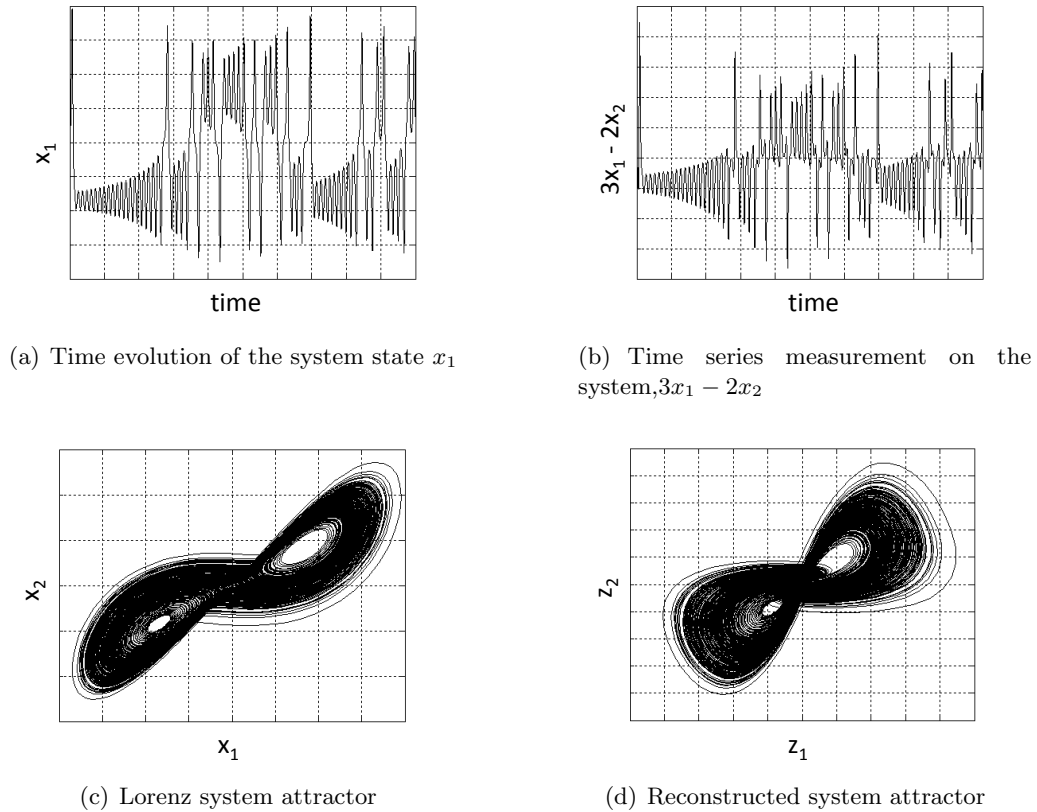 x₁
time
(a) Time evolution of the system state x₁
3x₁ - 2x₂
time
(b) Time series measurement on the
system,3x₁ − 2x₂
x₂
x₁
(c) Lorenz system attractor
z₂
z₁
(d) Reconstructed system attractor